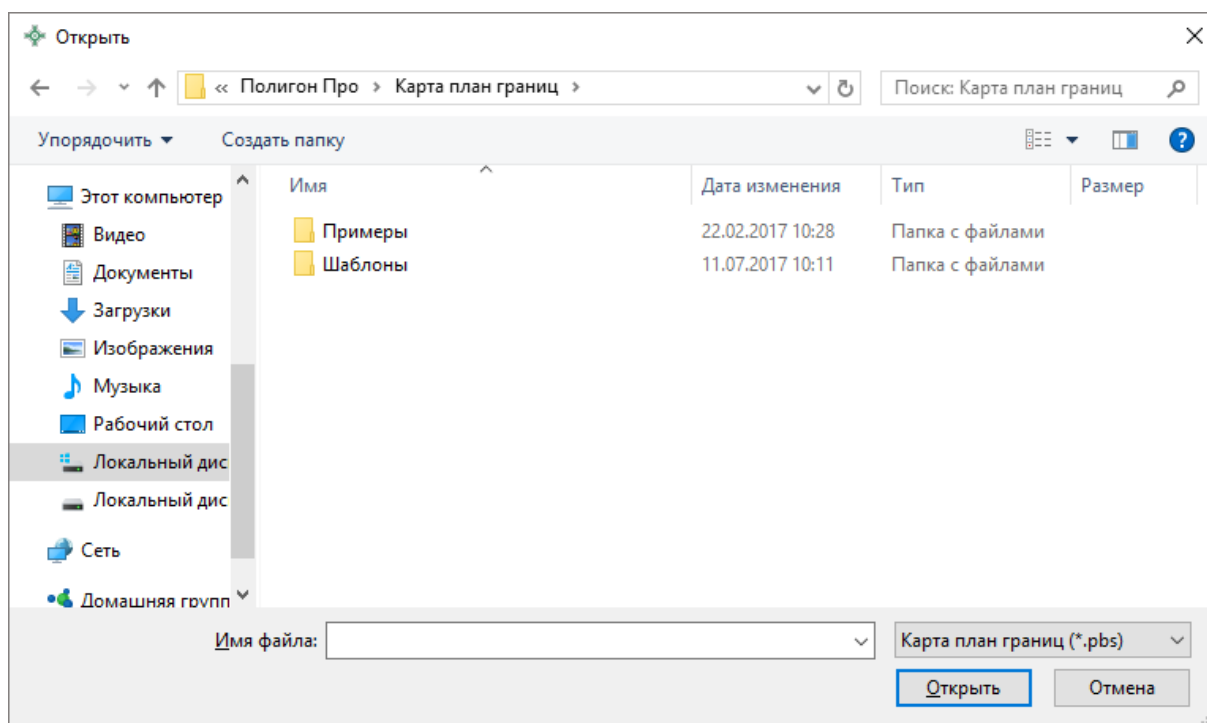 Открыть
« Полигон Про > Карта план границ >
Поиск: Карта план границ
Упорядочить
Создать папку
?
Имя Дата изменения Тип Размер
Этот компьютер
Видео
Документы
Загрузки
Изображения
Музыка
Рабочий стол
Локальный дис
Локальный дис
Сеть
Домашняя групп
Примеры 22.02.2017 10:28 Папка с файлами
Шаблоны 11.07.2017 10:11 Папка с файлами
Имя файла:
Карта план границ (*.pbs)
Открыть Отмена